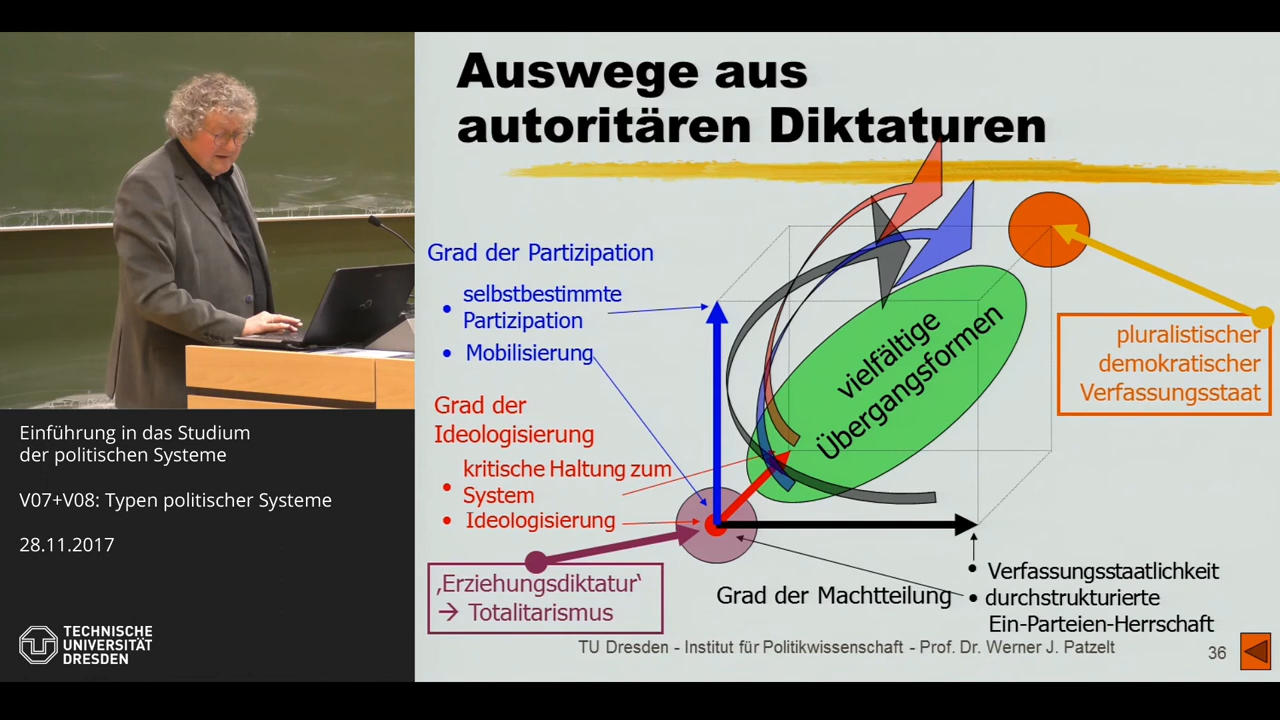 Auswege aus
autoritären Diktaturen
Grad der Partizipation
• selbstbestimmte
Partizipation
• Mobilisierung
Grad der
Ideologisierung
• kritische Haltung zum
System
• Ideologisierung
‚Erziehungsdiktatur‘
→ Totalitarismus
vielfältige
Übergangsformen
pluralistischer
demokratischer
Verfassungsstaat
Grad der Machtteilung
• Verfassungsstaatlichkeit
• durchstrukturierte
Ein-Parteien-Herrschaft
TU Dresden - Institut für Politikwissenschaft - Prof. Dr. Werner J. Patzelt
36
Einführung in das Studium
der politischen Systeme
V07+V08: Typen politischer Systeme
28.11.2017
TECHNISCHE
UNIVERSITÄT
DRESDEN